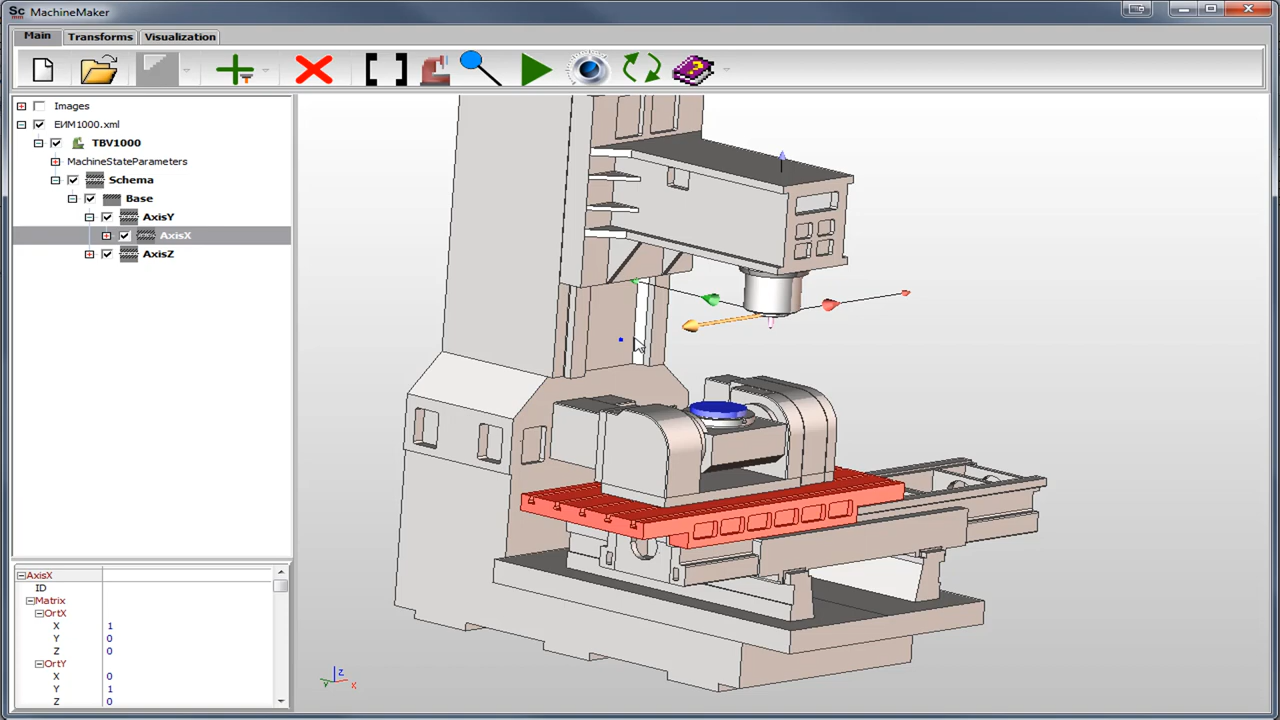 Sc MachineMaker
Main Transforms Visualization
Images
ЕИМ1000.xml
TBV1000
MachineStateParameters
Schema
Base
AxisY
AxisX
AxisZ
AxisX
ID
Matrix
OrtX
X 1
Y 0
Z 0
OrtY
X 0
Y 1
Z 0
z
Y
X